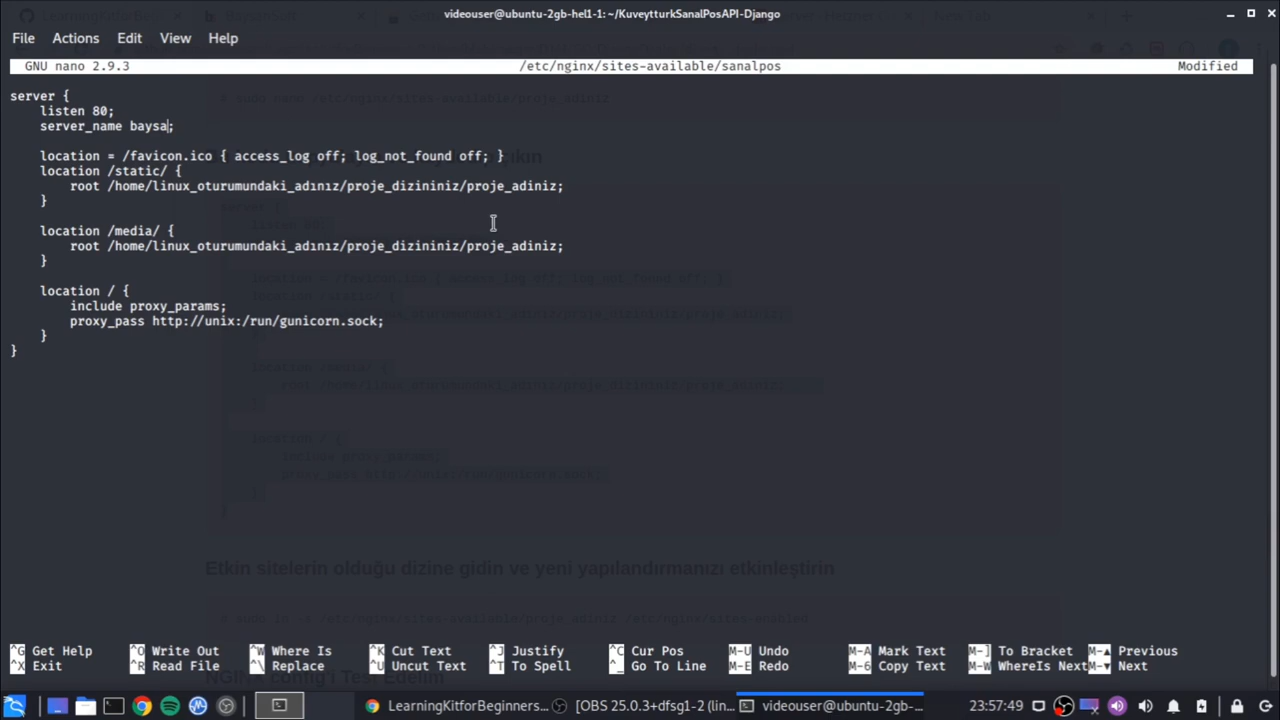 videouser@ubuntu-2gb-hel1-1: ~/KuveytturkSanalPosAPI-Django
File Actions Edit View Help
GNU nano 2.9.3 /etc/nginx/sites-available/sanalpos Modified
server {
listen 80;
server_name baysa;
location = /favicon.ico { access_log off; log_not_found off; }
location /static/ {
root /home/linux_oturumundaki_adınız/proje_dizininiz/proje_adiniz;
}
location /media/ {
root /home/linux_oturumundaki_adınız/proje_dizininiz/proje_adiniz;
}
location / {
include proxy_params;
proxy_pass http://unix:/run/gunicorn.sock;
}
}
Etkin sitelerin olduğu dizine gidin ve yeni yapılandırmanızı etkinleştirin
^G Get Help ^O Write Out ^W Where Is ^K Cut Text ^J Justify ^C Cur Pos M-U Undo M-A Mark Text M-] To Bracket M-▲ Previous
^X Exit ^R Read File ^\ Replace ^U Uncut Text ^T To Spell ^_ Go To Line M-E Redo M-6 Copy Text M-W WhereIs Next M-▼ Next
LearningKitforBeginners... [OBS 25.0.3+dfsg1-2 (lin... videouser@ubuntu-2gb-... 23:57:49